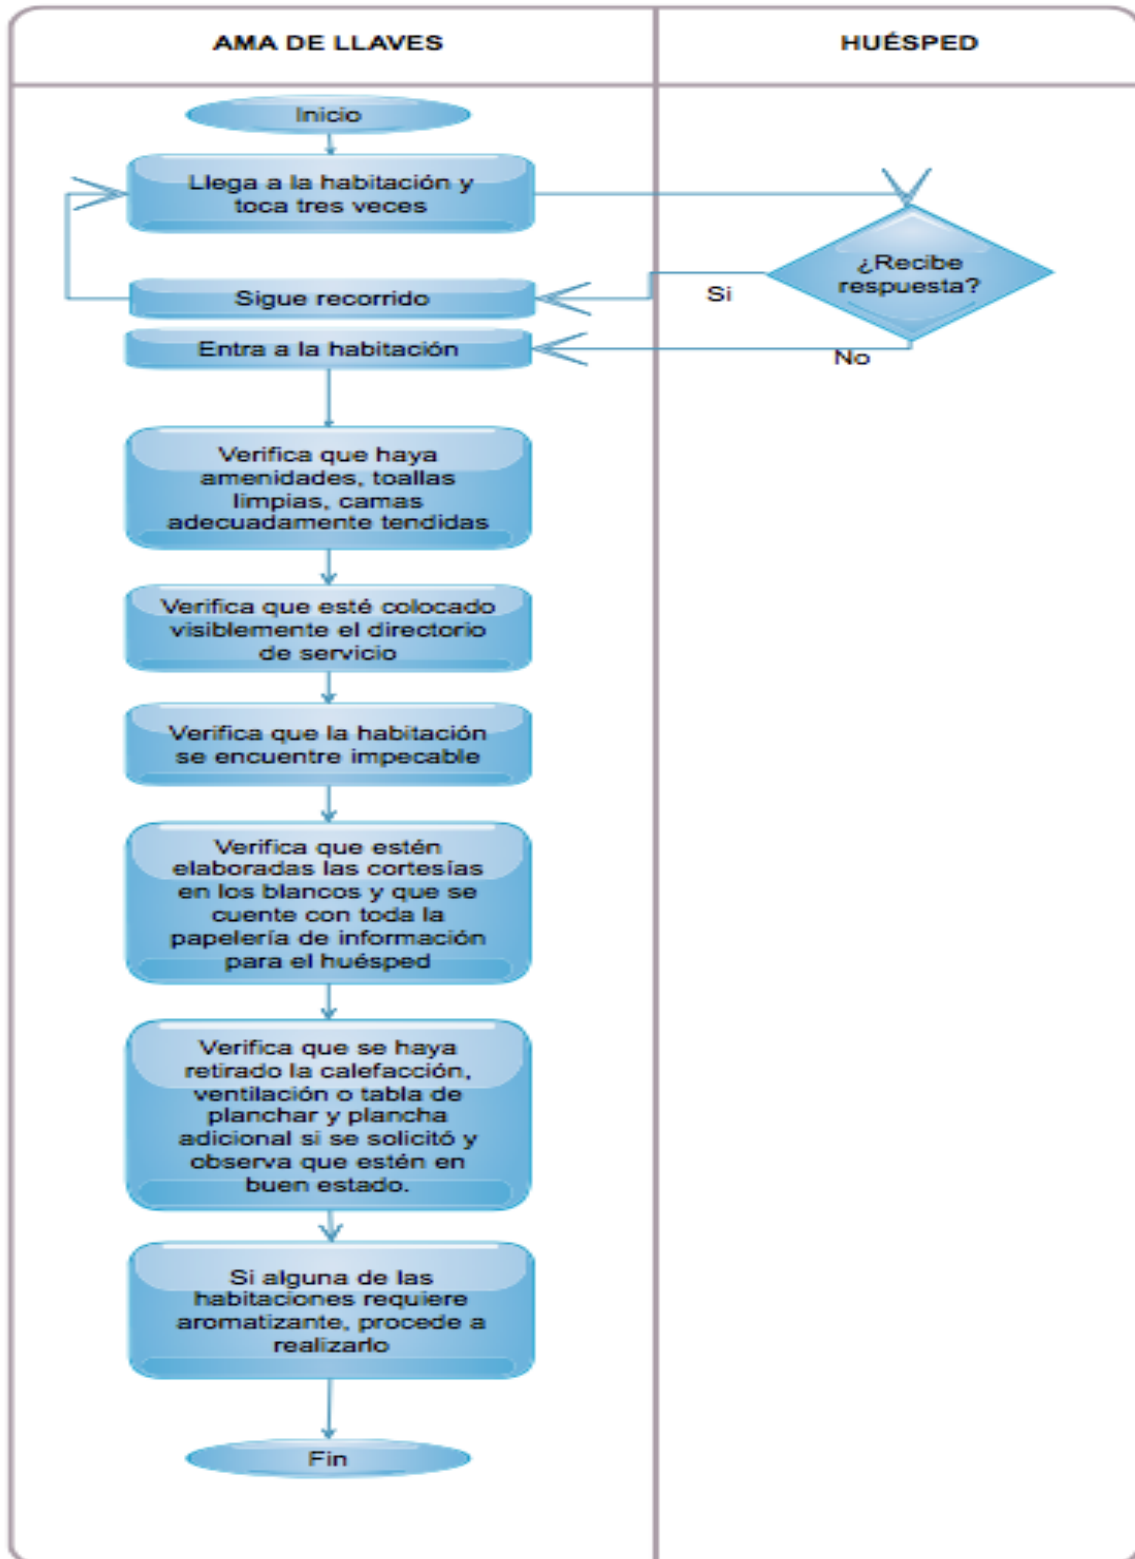 AMA DE LLAVES
HUÉSPED
Inicio
Llega a la habitación y
toca tres veces
¿Recibe
respuesta?
Si
Sigue recorrido
Entra a la habitación
No
Verifica que haya
amenidades, toallas
limpias, camas
adecuadamente tendidas
Verifica que esté colocado
visiblemente el directorio
de servicio
Verifica que la habitación
se encuentre impecable
Verifica que estén
elaboradas las cortesías
en los blancos y que se
cuente con toda la
papelería de información
para el huésped
Verifica que se haya
retirado la calefacción,
ventilación o tabla de
planchar y plancha
adicional si se solicitó y
observa que estén en
buen estado.
Si alguna de las
habitaciones requiere
aromatizante, procede a
realizarlo
Fin